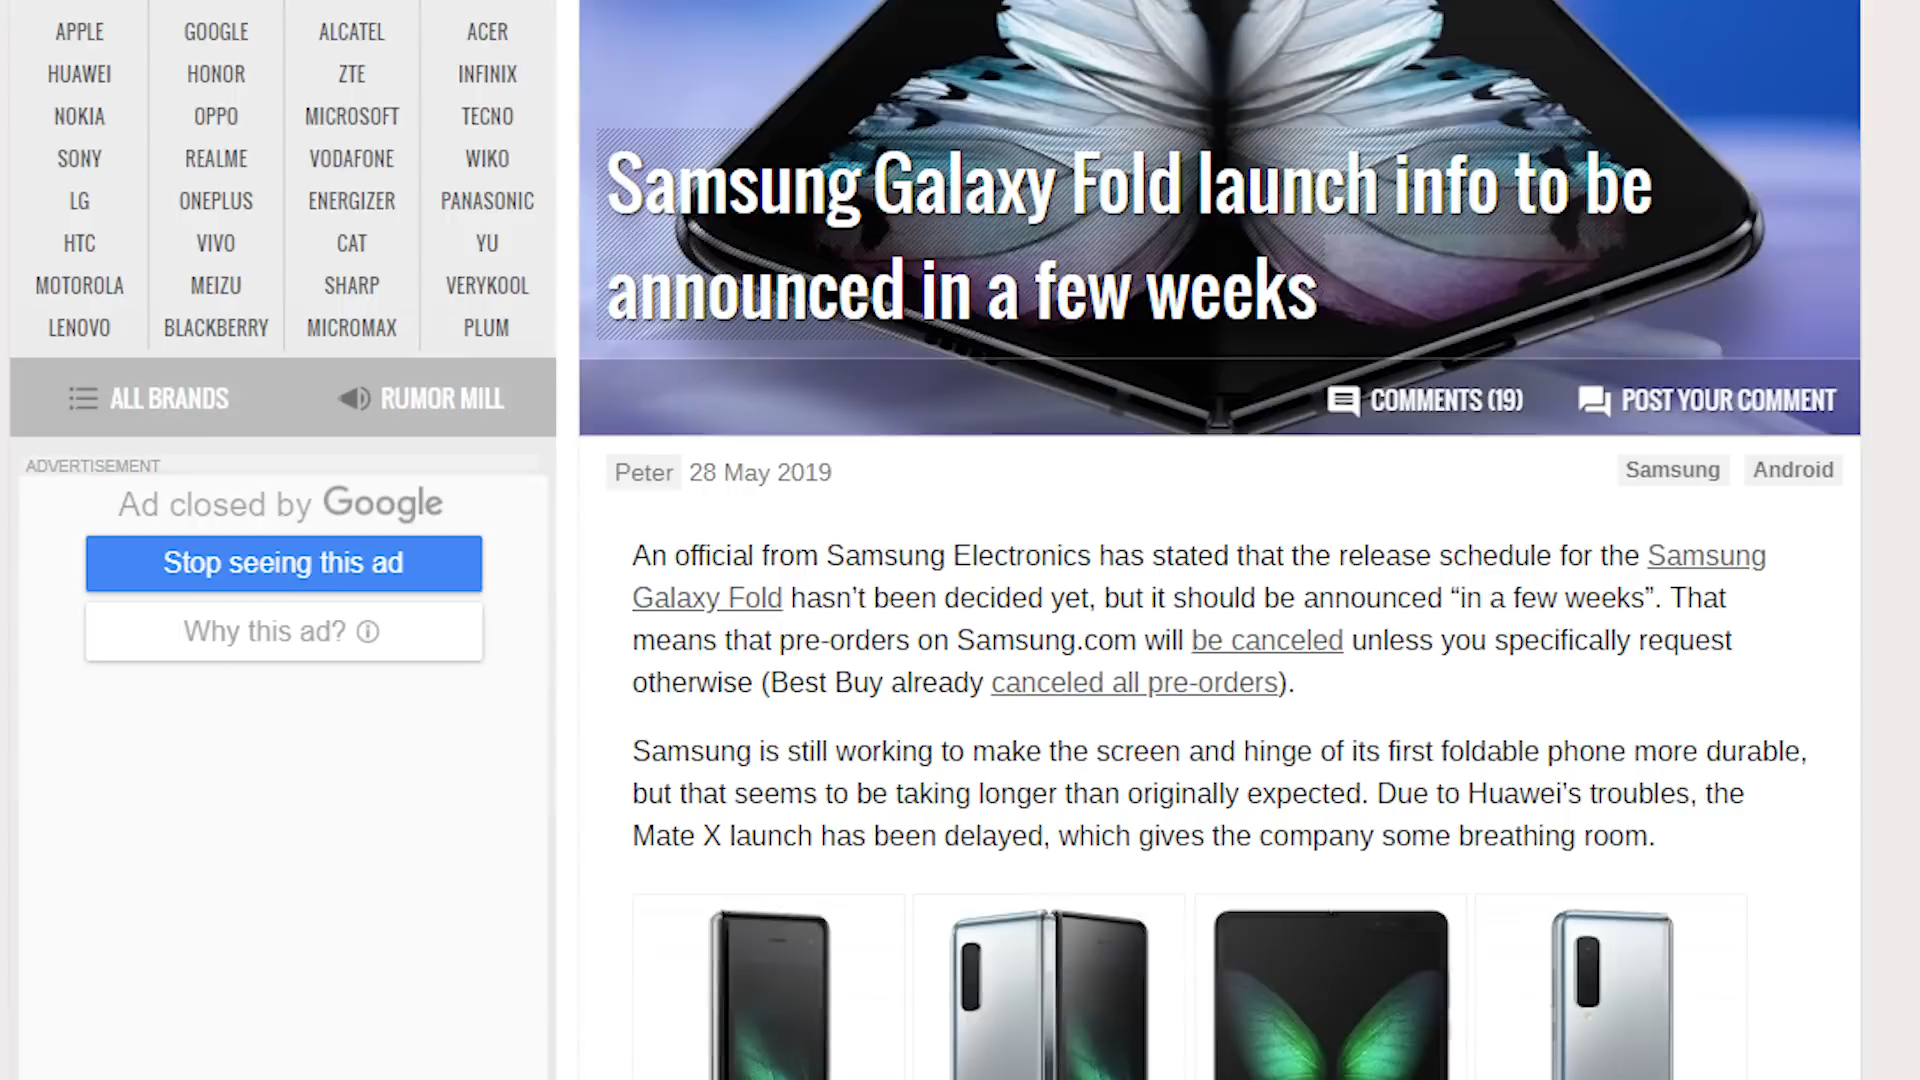 APPLE GOOGLE ALCATEL ACER
HUAWEI HONOR ZTE INFINIX
NOKIA OPPO MICROSOFT TECNO
SONY REALME VODAFONE WIKO
LG ONEPLUS ENERGIZER PANASONIC
HTC VIVO CAT YU
MOTOROLA MEIZU SHARP VERYKOOL
LENOVO BLACKBERRY MICROMAX PLUM
ALL BRANDS RUMOR MILL
ADVERTISEMENT
Ad closed by Google
Stop seeing this ad
Why this ad?
Samsung Galaxy Fold launch info to be
announced in a few weeks
COMMENTS (19) POST YOUR COMMENT
Peter 28 May 2019 Samsung Android
An official from Samsung Electronics has stated that the release schedule for the Samsung
Galaxy Fold hasn’t been decided yet, but it should be announced “in a few weeks”. That
means that pre-orders on Samsung.com will be canceled unless you specifically request
otherwise (Best Buy already canceled all pre-orders).
Samsung is still working to make the screen and hinge of its first foldable phone more durable,
but that seems to be taking longer than originally expected. Due to Huawei’s troubles, the
Mate X launch has been delayed, which gives the company some breathing room.